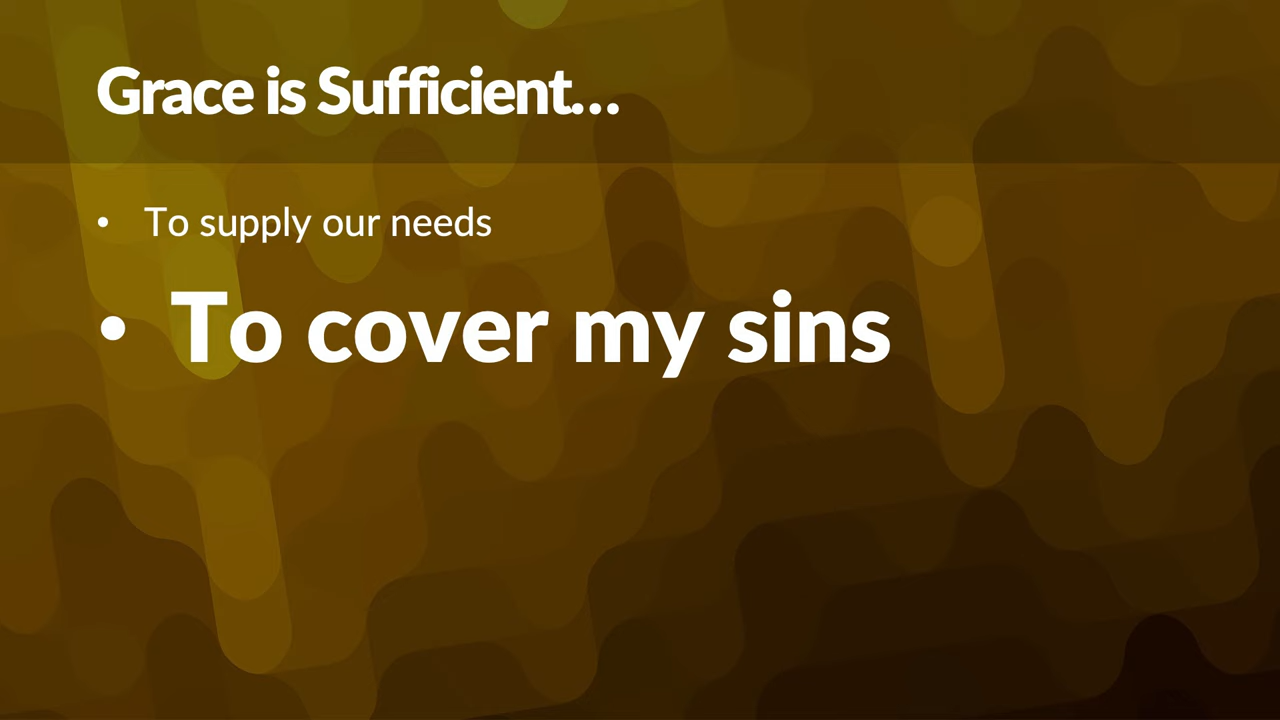 Grace is Sufficient…
• To supply our needs
• To cover my sins